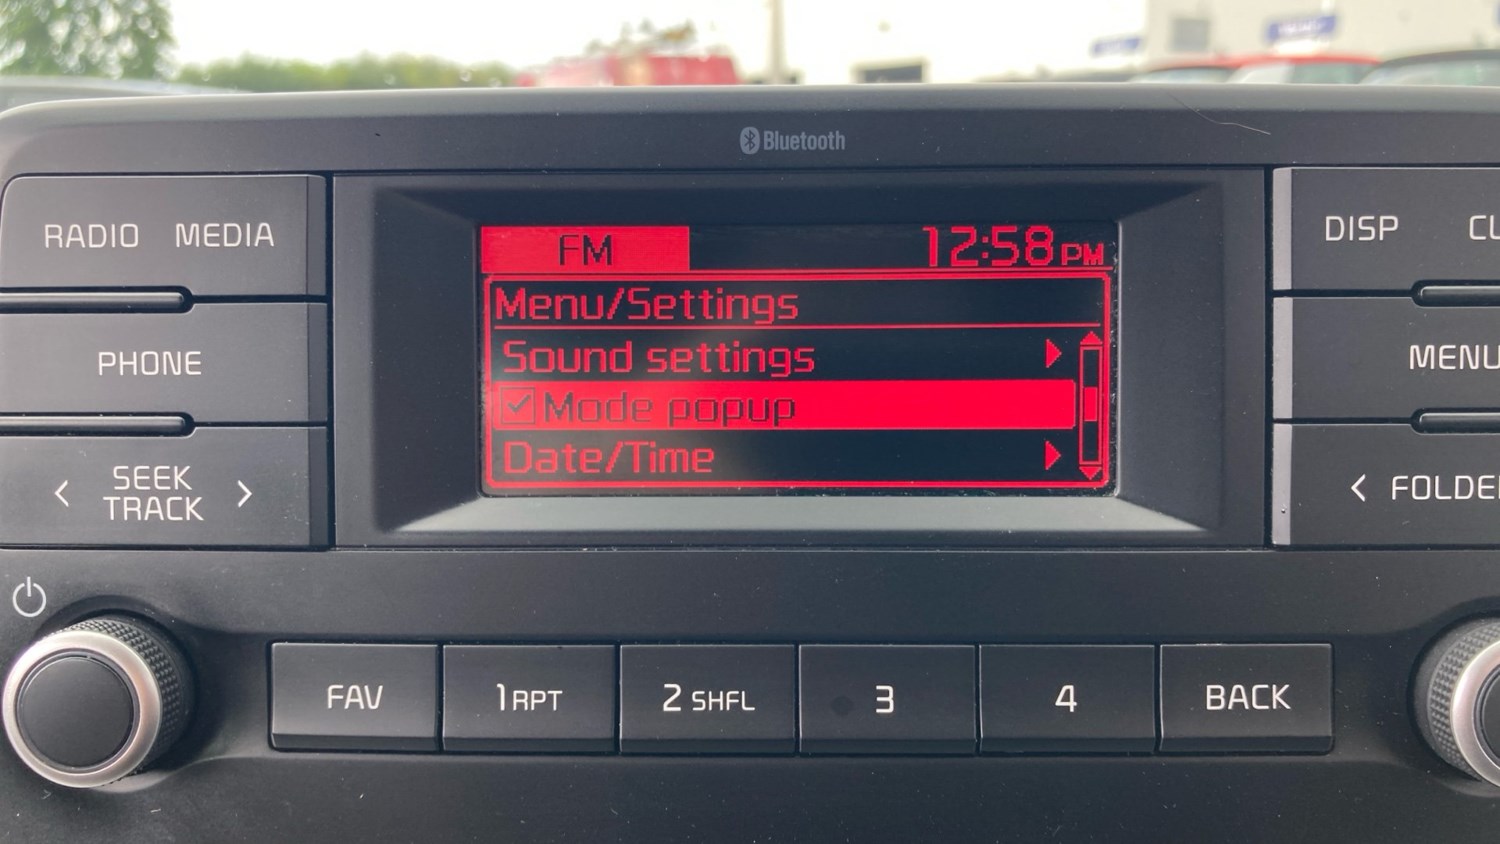 Bluetooth
RADIO MEDIA
PHONE
SEEK
TRACK
FM 12:58 PM
Menu/Settings
Sound settings
Mode popup
Date/Time
DISP
MENU
FAV
1 RPT
2 SHFL
3
4
BACK